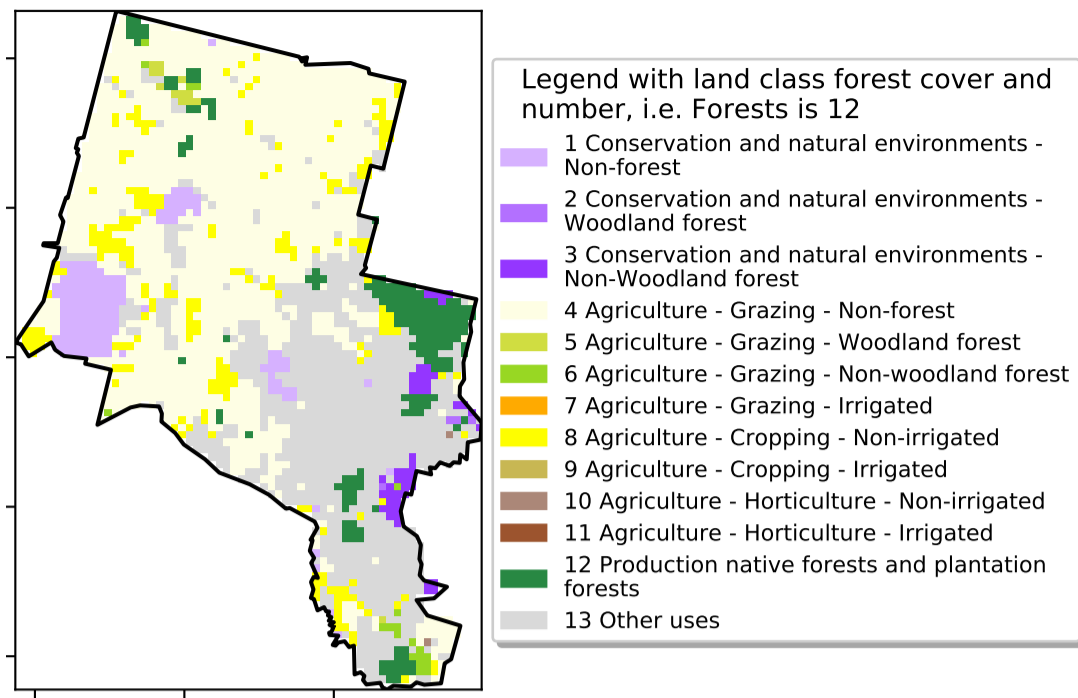 Legend with land class forest cover and
number, i.e. Forests is 12
1 Conservation and natural environments -
Non-forest
2 Conservation and natural environments -
Woodland forest
3 Conservation and natural environments -
Non-Woodland forest
4 Agriculture - Grazing - Non-forest
5 Agriculture - Grazing - Woodland forest
6 Agriculture - Grazing - Non-woodland forest
7 Agriculture - Grazing - Irrigated
8 Agriculture - Cropping - Non-irrigated
9 Agriculture - Cropping - Irrigated
10 Agriculture - Horticulture - Non-irrigated
11 Agriculture - Horticulture - Irrigated
12 Production native forests and plantation
forests
13 Other uses